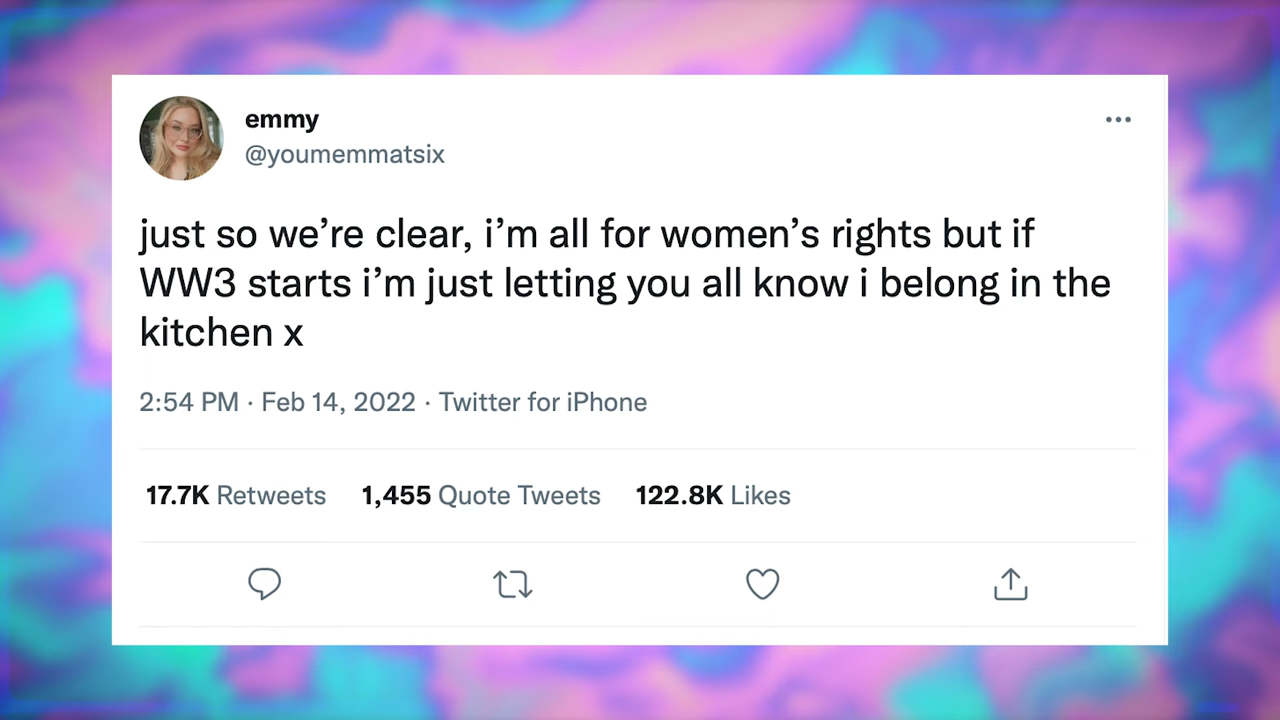 emmy
@youmemmatsix
just so we’re clear, i’m all for women’s rights but if
WW3 starts i’m just letting you all know i belong in the
kitchen x
2:54 PM · Feb 14, 2022 · Twitter for iPhone
17.7K Retweets 1,455 Quote Tweets 122.8K Likes